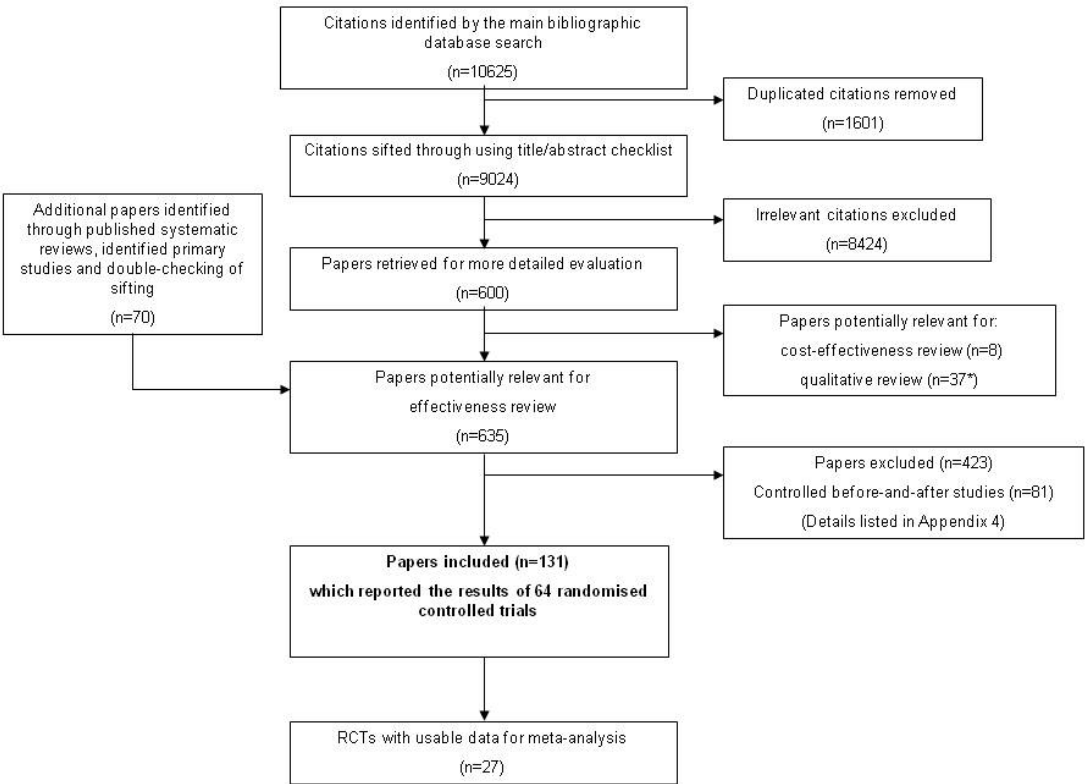 Citations identified by the main bibliographic
database search
(n=10625)
Duplicated citations removed
(n=1601)
Citations sifted through using title/abstract checklist
(n=9024)
Additional papers identified
through published systematic
reviews, identified primary
studies and double-checking of
sifting
(n=70)
Irrelevant citations excluded
(n=8424)
Papers retrieved for more detailed evaluation
(n=600)
Papers potentially relevant for:
cost-effectiveness review (n=8)
qualitative review (n=37*)
Papers potentially relevant for
effectiveness review
(n=635)
Papers excluded (n=423)
Controlled before-and-after studies (n=81)
(Details listed in Appendix 4)
Papers included (n=131)
which reported the results of 64 randomised
controlled trials
RCTs with usable data for meta-analysis
(n=27)